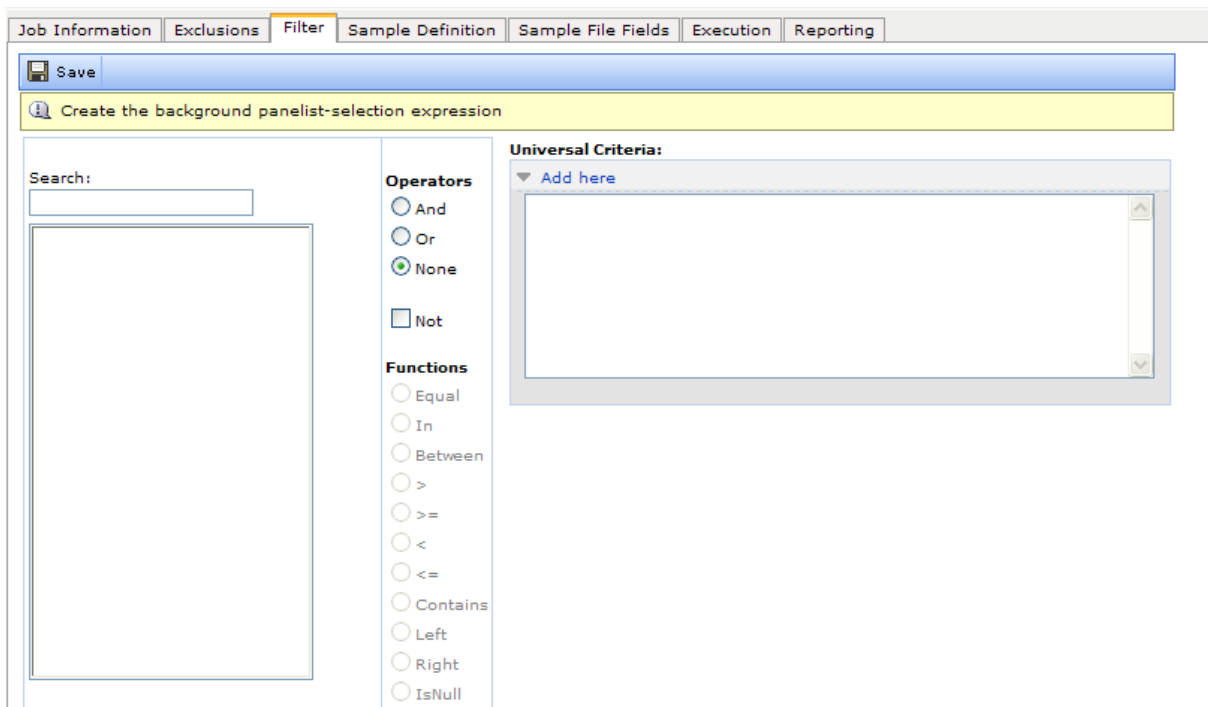 Job Information Exclusions Filter Sample Definition Sample File Fields Execution Reporting
Save
Create the background panelist-selection expression
Search:
Operators
And
Or
None
Not
Functions
Equal
In
Between
>
>=
<
<=
Contains
Left
Right
IsNull
Universal Criteria:
Add here